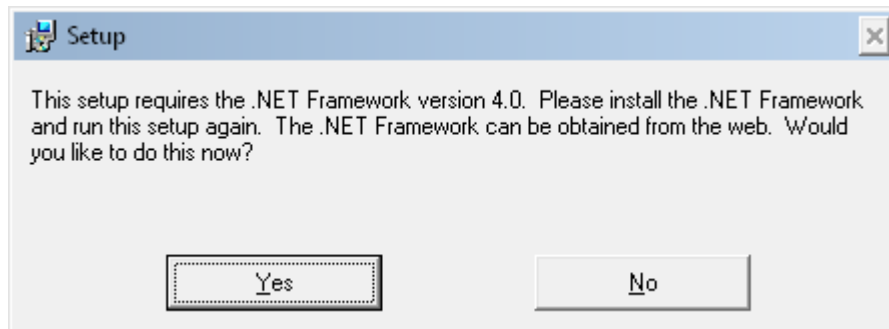 Setup
This setup requires the .NET Framework version 4.0.  Please install the .NET Framework
and run this setup again.  The .NET Framework can be obtained from the web.  Would
you like to do this now?
Yes
No